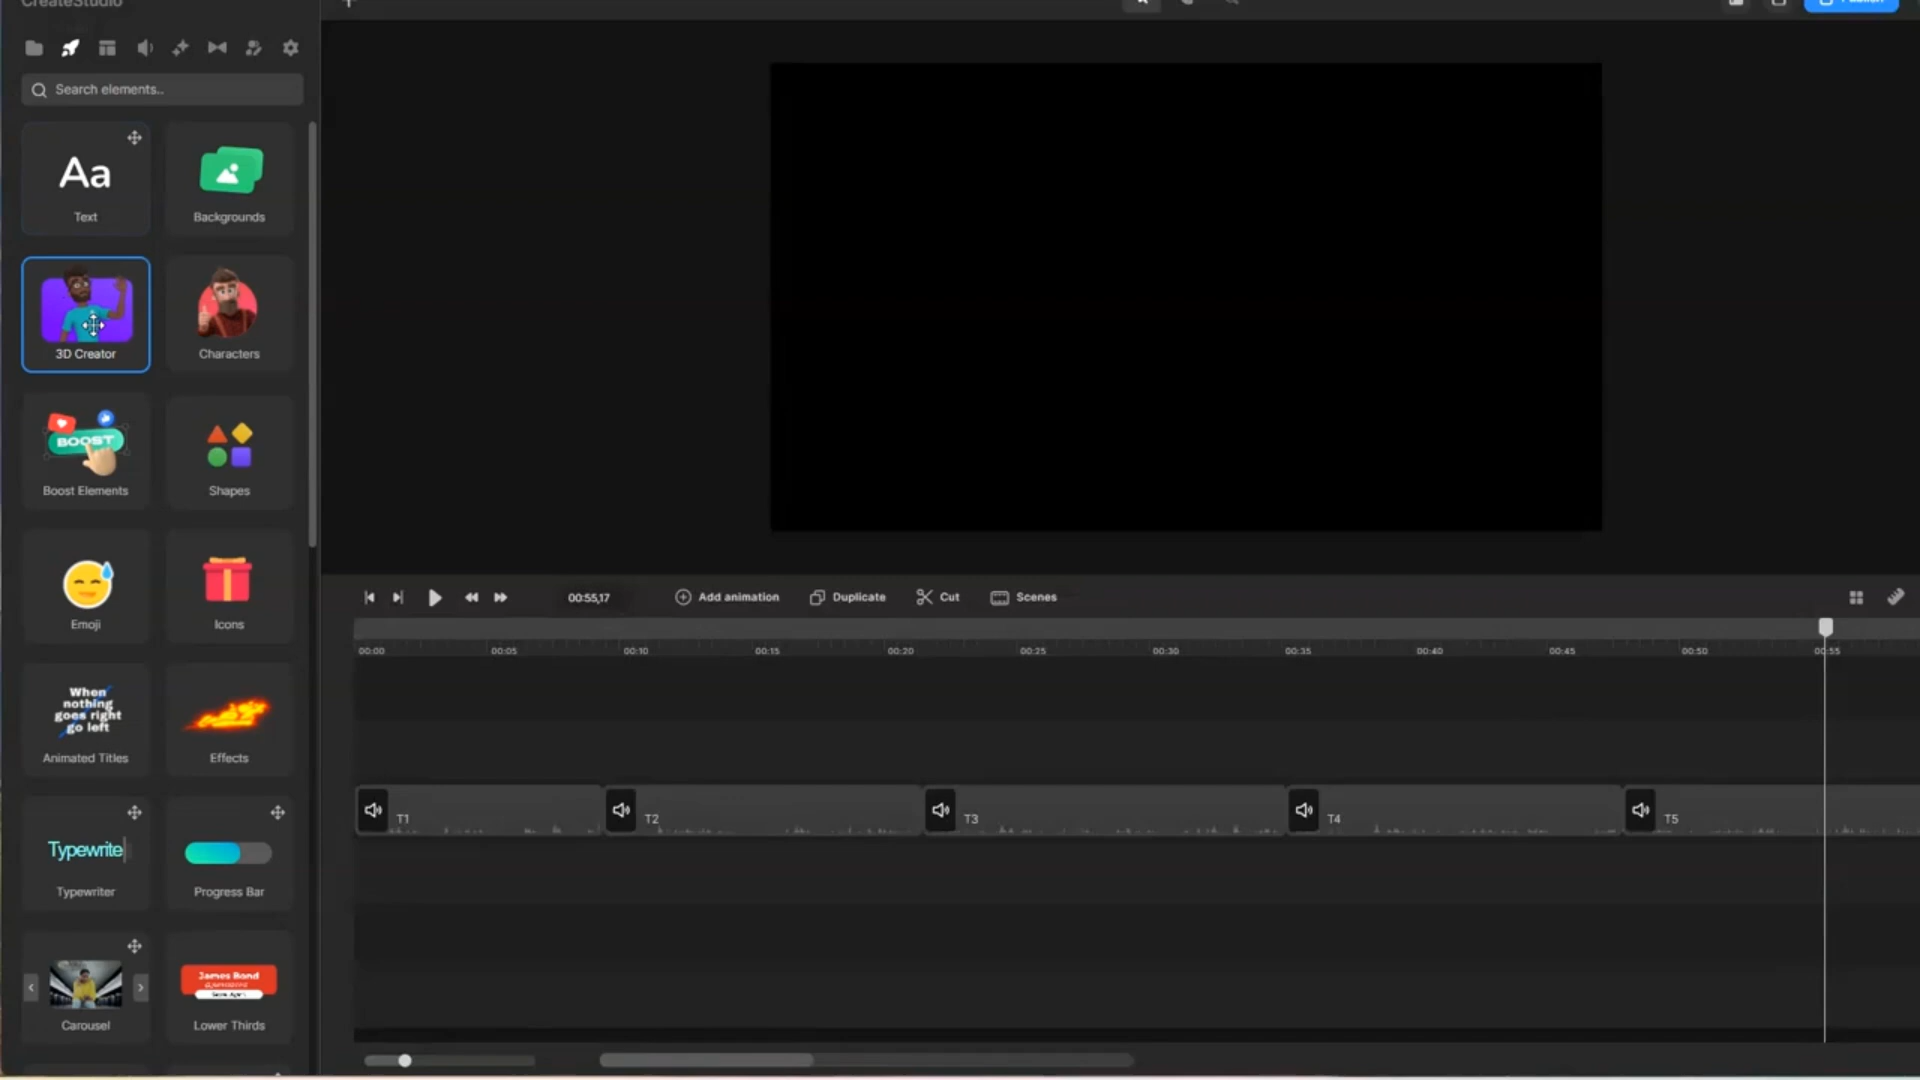 CreateStudio
Publish
Search elements..
Aa
Text
Backgrounds
3D Creator
Characters
BOOST
Boost Elements
Shapes
Emoji
Icons
When
nothing
goes right
go left
Animated Titles
Effects
Typewrite
Typewriter
Progress Bar
Carousel
James Bond
Lower Thirds
00:55,17
Add animation
Duplicate
Cut
Scenes
00:00
00:05
00:10
00:15
00:20
00:25
00:30
00:35
00:40
00:45
00:50
00:55
T1
T2
T3
T4
T5